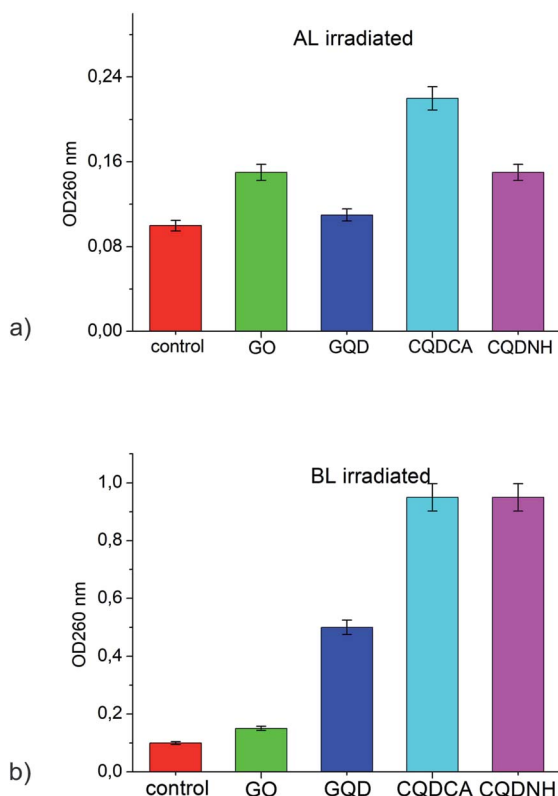 AL irradiated
OD260 nm
0,24
0,16
0,08
0,00
control GO GQD CQDCA CQDNH
a)
BL irradiated
OD260 nm
1,0
0,8
0,6
0,4
0,2
0,0
control GO GQD CQDCA CQDNH
b)